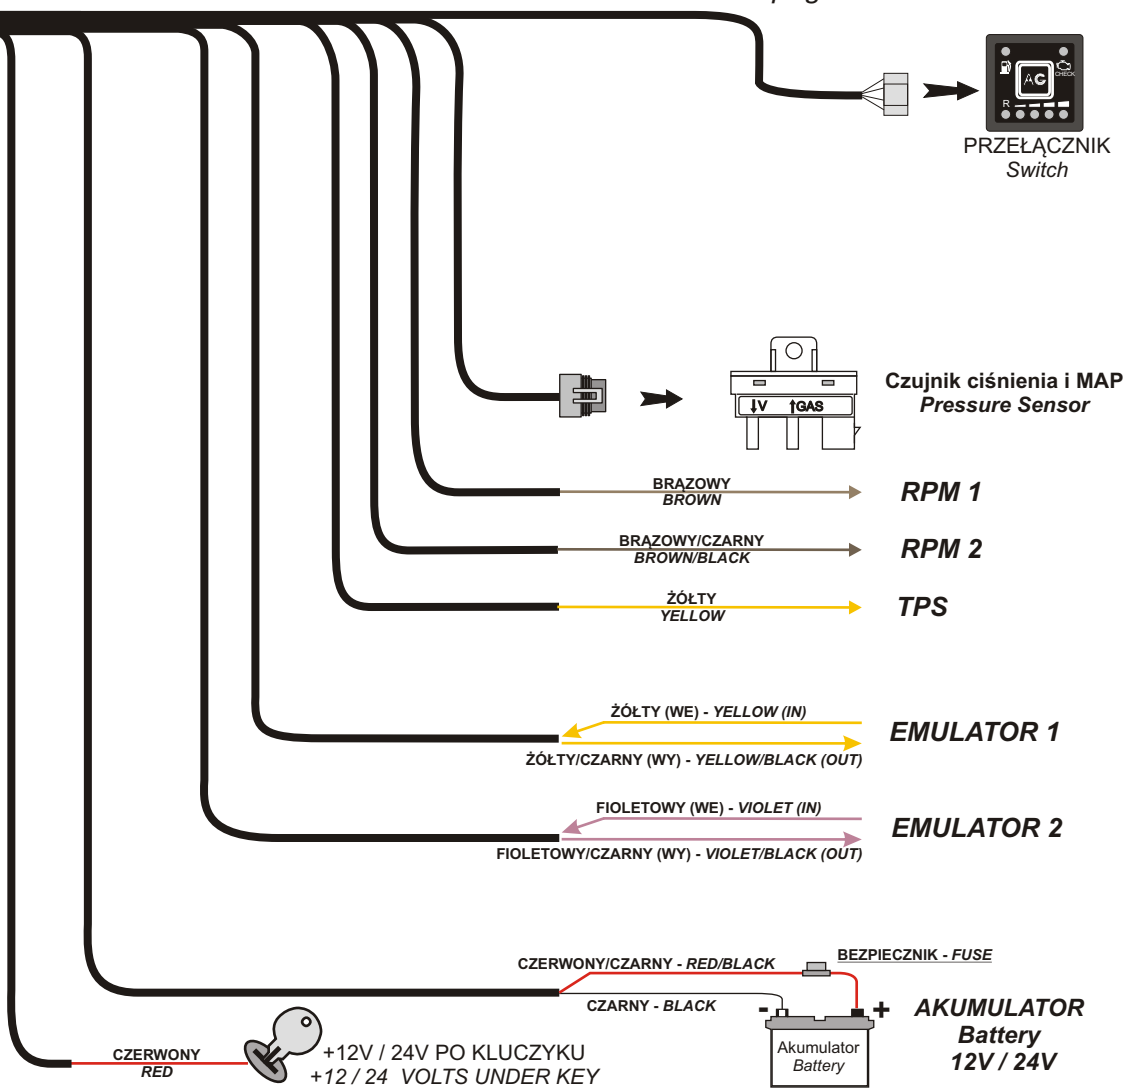 AG
CHECK
R
PRZEŁĄCZNIK
Switch
Czujnik ciśnienia i MAP
Pressure Sensor
V GAS
BRĄZOWY
BROWN
RPM 1
BRĄZOWY/CZARNY
BROWN/BLACK
RPM 2
ŻÓŁTY
YELLOW
TPS
ŻÓŁTY (WE) - YELLOW (IN)
EMULATOR 1
ŻÓŁTY/CZARNY (WY) - YELLOW/BLACK (OUT)
FIOLETOWY (WE) - VIOLET (IN)
EMULATOR 2
FIOLETOWY/CZARNY (WY) - VIOLET/BLACK (OUT)
BEZPIECZNIK - FUSE
CZERWONY/CZARNY - RED/BLACK
CZARNY - BLACK
- +
AKUMULATOR
Battery
12V / 24V
Akumulator
Battery
CZERWONY
RED
+12V / 24V PO KLUCZYKU
+12 / 24 VOLTS UNDER KEY